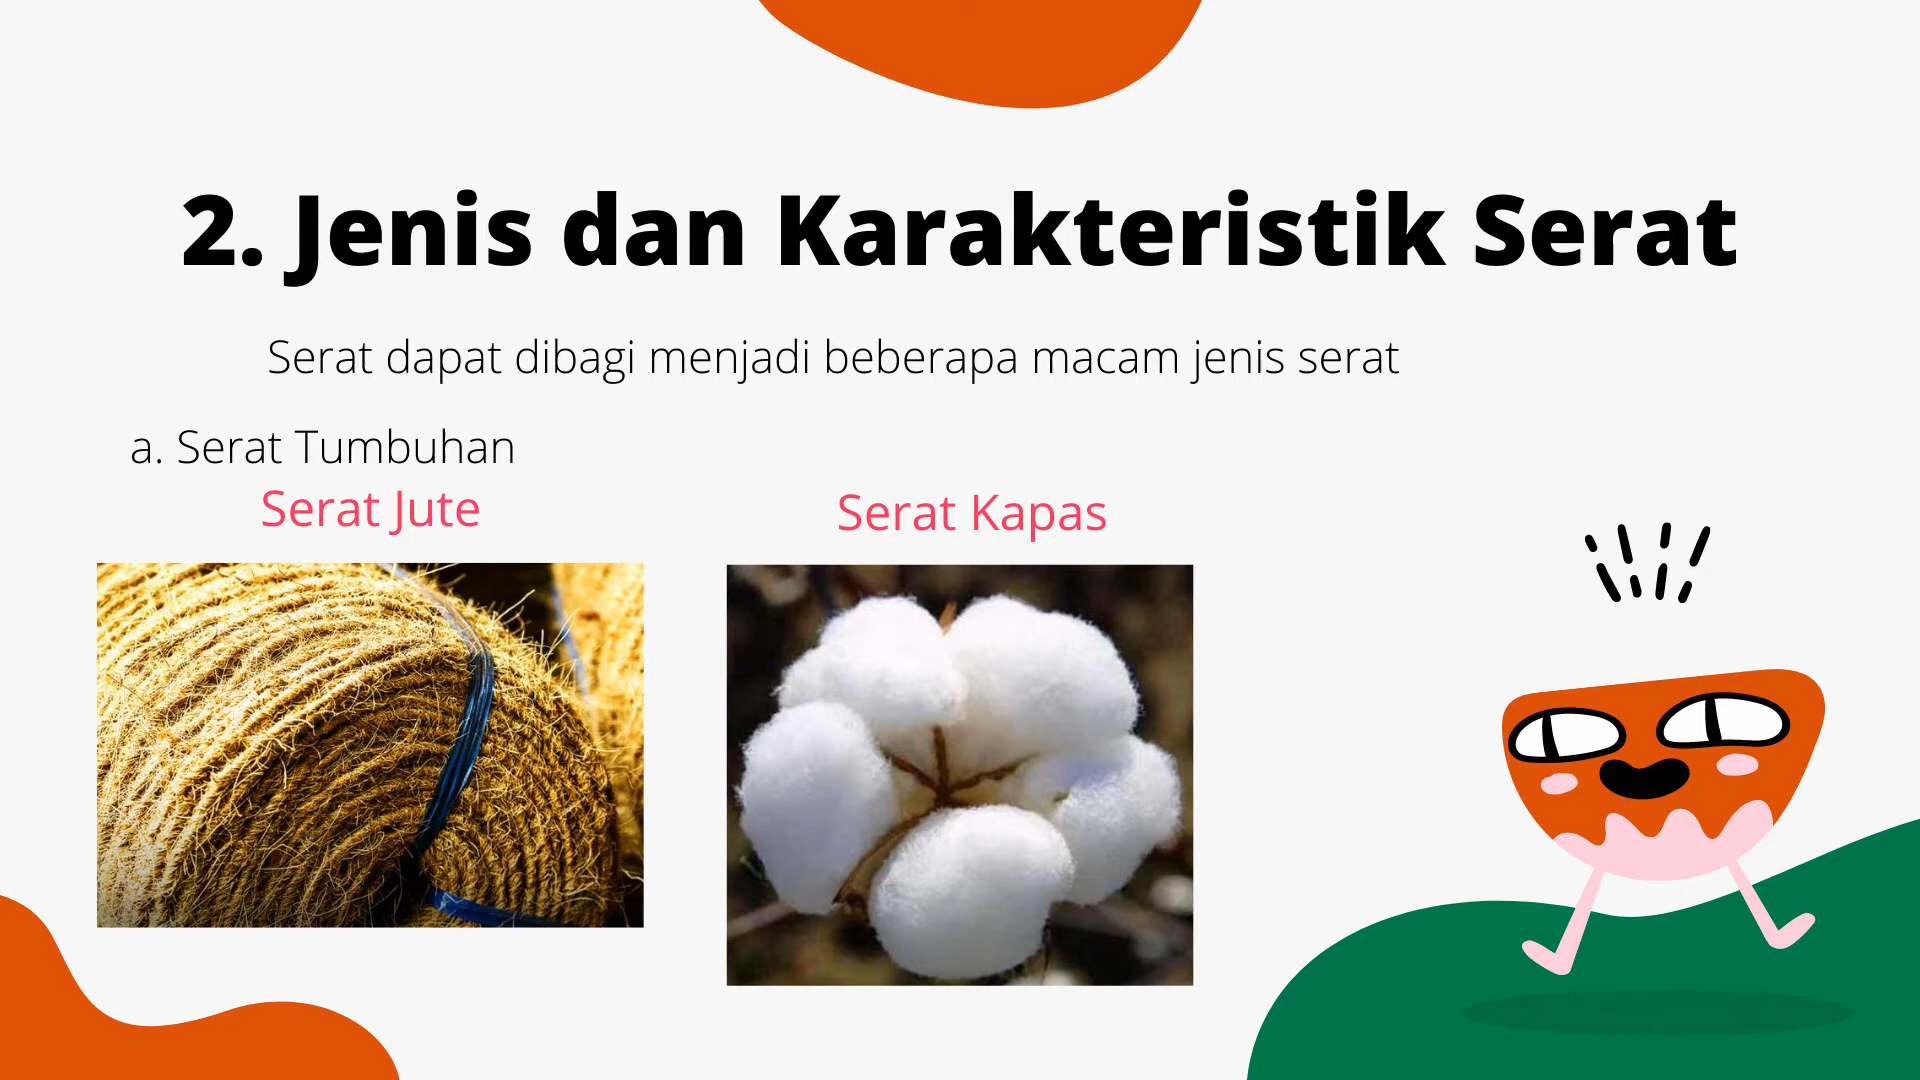 2. Jenis dan Karakteristik Serat
Serat dapat dibagi menjadi beberapa macam jenis serat
a. Serat Tumbuhan
Serat Jute
Serat Kapas